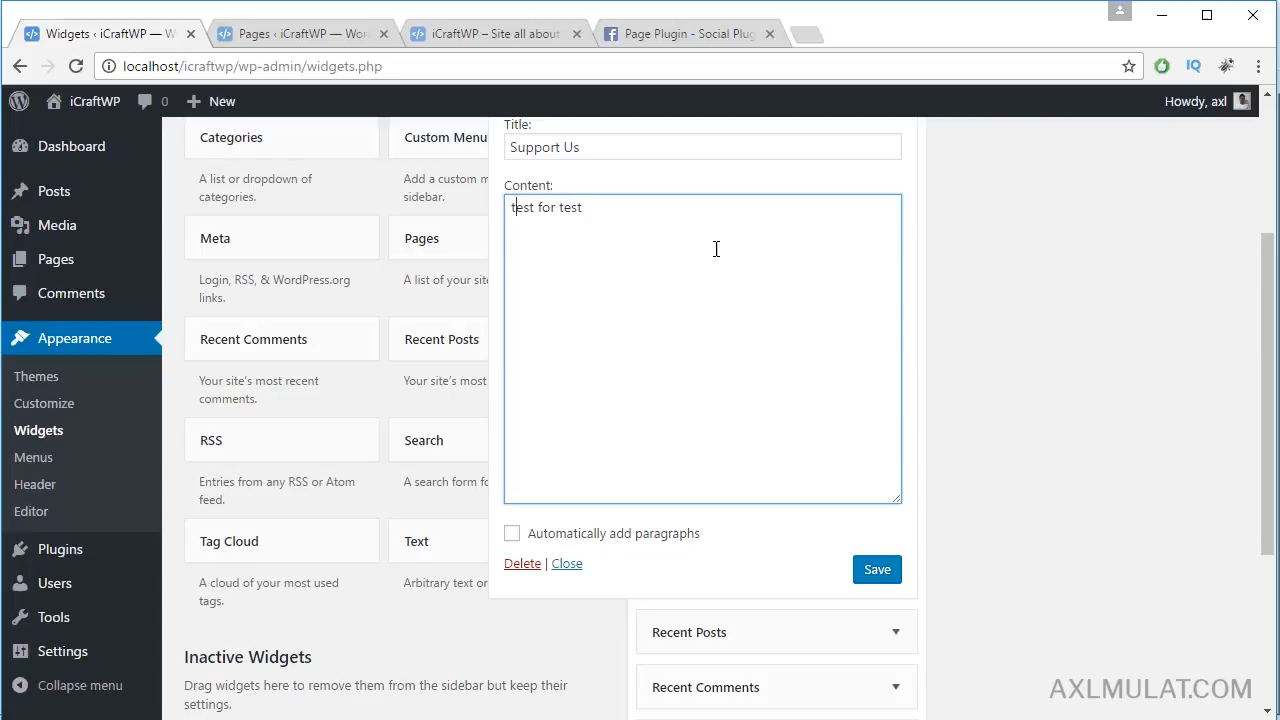 Widgets ‹ iCraftWP — W
Pages ‹ iCraftWP — Wor
iCraftWP – Site all about
Page Plugin - Social Plug
localhost/icraftwp/wp-admin/widgets.php
IQ
iCraftWP
0
New
Howdy, axl
Dashboard
Posts
Media
Pages
Comments
Appearance
Themes
Customize
Widgets
Menus
Header
Editor
Plugins
Users
Tools
Settings
Collapse menu
Categories
A list or dropdown of
categories.
Custom Menu
Add a custom m
sidebar.
Meta
Login, RSS, & WordPress.org
links.
Pages
A list of your site
Recent Comments
Your site's most recent
comments.
Recent Posts
Your site's most
RSS
Entries from any RSS or Atom
feed.
Search
A search form fo
Tag Cloud
A cloud of your most used
tags.
Text
Arbitrary text or
Inactive Widgets
Drag widgets here to remove them from the sidebar but keep their
settings.
Title:
Support Us
Content:
test for test
Automatically add paragraphs
Delete | Close
Save
Recent Posts
Recent Comments
AXLMULAT.COM